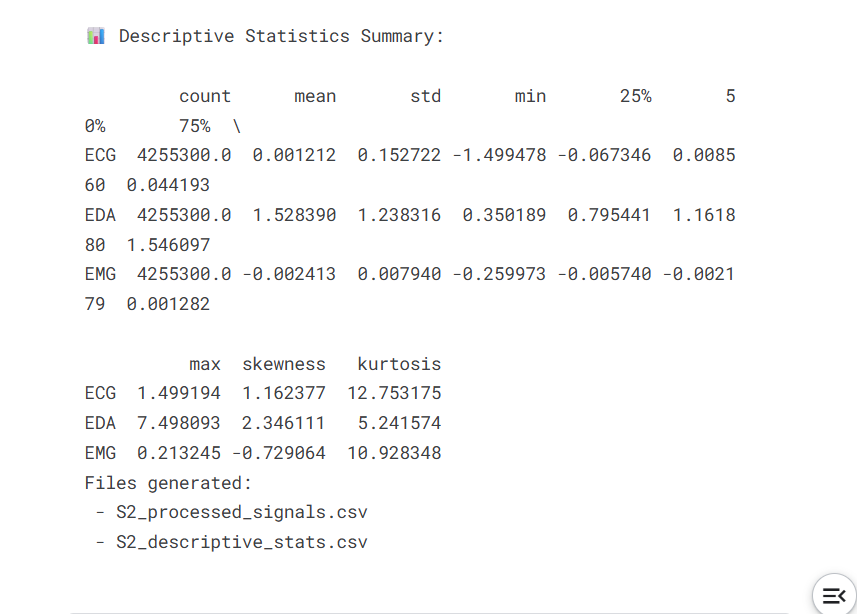 📊 Descriptive Statistics Summary:
count mean std min 25% 5
0% 75% \
ECG 4255300.0 0.001212 0.152722 -1.499478 -0.067346 0.0085
60 0.044193
EDA 4255300.0 1.528390 1.238316 0.350189 0.795441 1.1618
80 1.546097
EMG 4255300.0 -0.002413 0.007940 -0.259973 -0.005740 -0.0021
79 0.001282
max skewness kurtosis
ECG 1.499194 1.162377 12.753175
EDA 7.498093 2.346111 5.241574
EMG 0.213245 -0.729064 10.928348
Files generated:
- S2_processed_signals.csv
- S2_descriptive_stats.csv